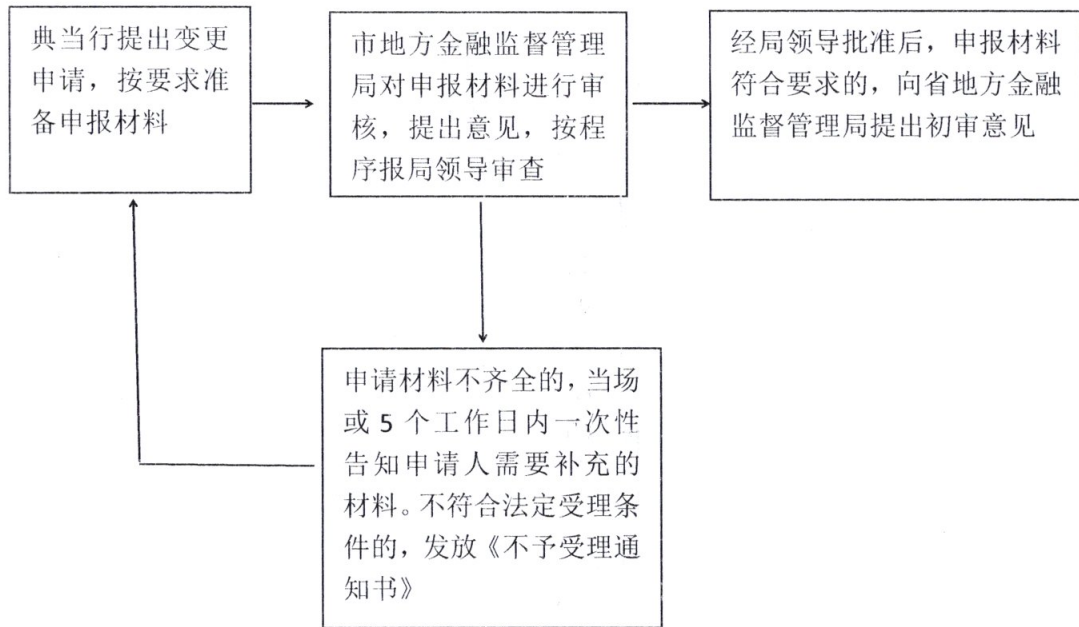 典当行提出变更
申请，按要求准
备申报材料
市地方金融监督管理
局对申报材料进行审
核，提出意见，按程
序报局领导审查
经局领导批准后，申报材料
符合要求的，向省地方金融
监督管理局提出初审意见
申请材料不齐全的，当场
或 5 个工作日内一次性
告知申请人需要补充的
材料。不符合法定受理条
件的，发放《不予受理通
知书》